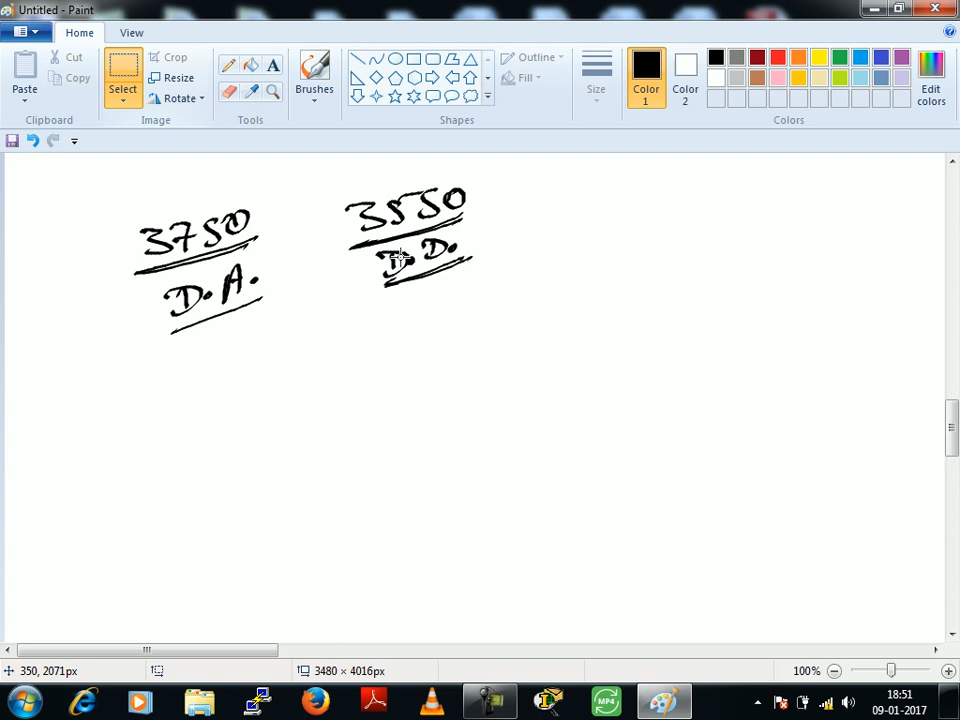 Untitled - Paint
Home View
Paste
Cut
Copy
Clipboard
Select
Crop
Resize
Rotate
Image
Tools
Brushes
Outline
Fill
Shapes
Size
Color 1
Color 2
Edit colors
Colors
3750 3550
D.A. D.D.
350, 2071px 3480 × 4016px 100%
MP4
18:51
09-01-2017